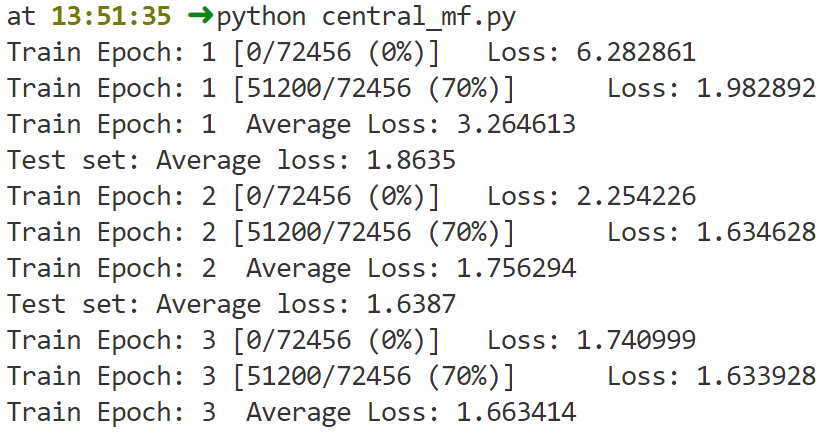 at 13:51:35 ➜python central_mf.py
Train Epoch: 1 [0/72456 (0%)]   Loss: 6.282861
Train Epoch: 1 [51200/72456 (70%)]      Loss: 1.982892
Train Epoch: 1  Average Loss: 3.264613
Test set: Average loss: 1.8635
Train Epoch: 2 [0/72456 (0%)]   Loss: 2.254226
Train Epoch: 2 [51200/72456 (70%)]      Loss: 1.634628
Train Epoch: 2  Average Loss: 1.756294
Test set: Average loss: 1.6387
Train Epoch: 3 [0/72456 (0%)]   Loss: 1.740999
Train Epoch: 3 [51200/72456 (70%)]      Loss: 1.633928
Train Epoch: 3  Average Loss: 1.663414